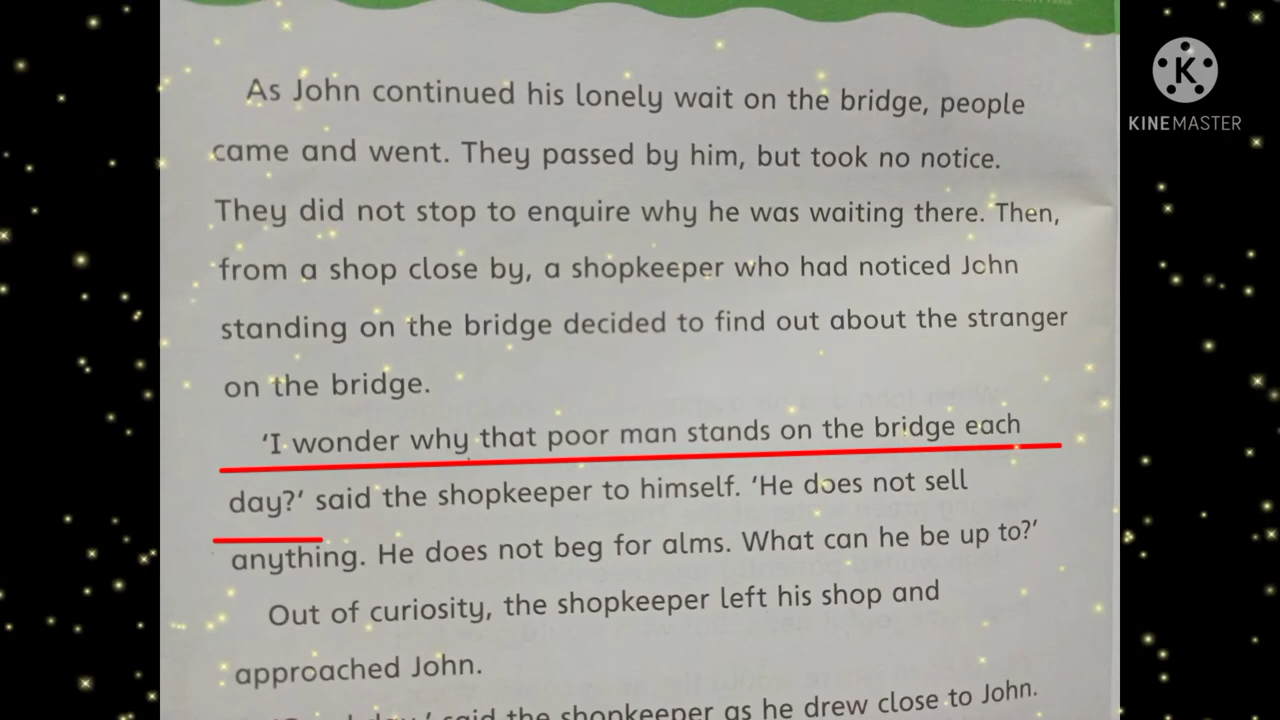 As John continued his lonely wait on the bridge, people
came and went. They passed by him, but took no notice.
They did not stop to enquire why he was waiting there. Then,
from a shop close by, a shopkeeper who had noticed John
standing on the bridge decided to find out about the stranger
on the bridge.
'I wonder why that poor man stands on the bridge each
day?' said the shopkeeper to himself. 'He does not sell
anything. He does not beg for alms. What can he be up to?'
Out of curiosity, the shopkeeper left his shop and
approached John.
said the shopkeeper as he drew close to John.
K
KINEMASTER